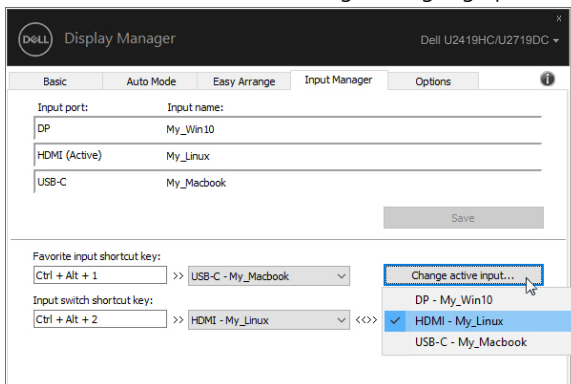 DELL Display Manager Dell U2419HC/U2719DC
Basic Auto Mode Easy Arrange Input Manager Options
Input port: Input name:
DP My_Win10
HDMI (Active) My_Linux
USB-C My_Macbook
Save
Favorite input shortcut key:
Ctrl + Alt + 1 >> USB-C - My_Macbook Change active input...
Input switch shortcut key:
Ctrl + Alt + 2 >> HDMI - My_Linux <<>>
DP - My_Win10
HDMI - My_Linux
USB-C - My_Macbook